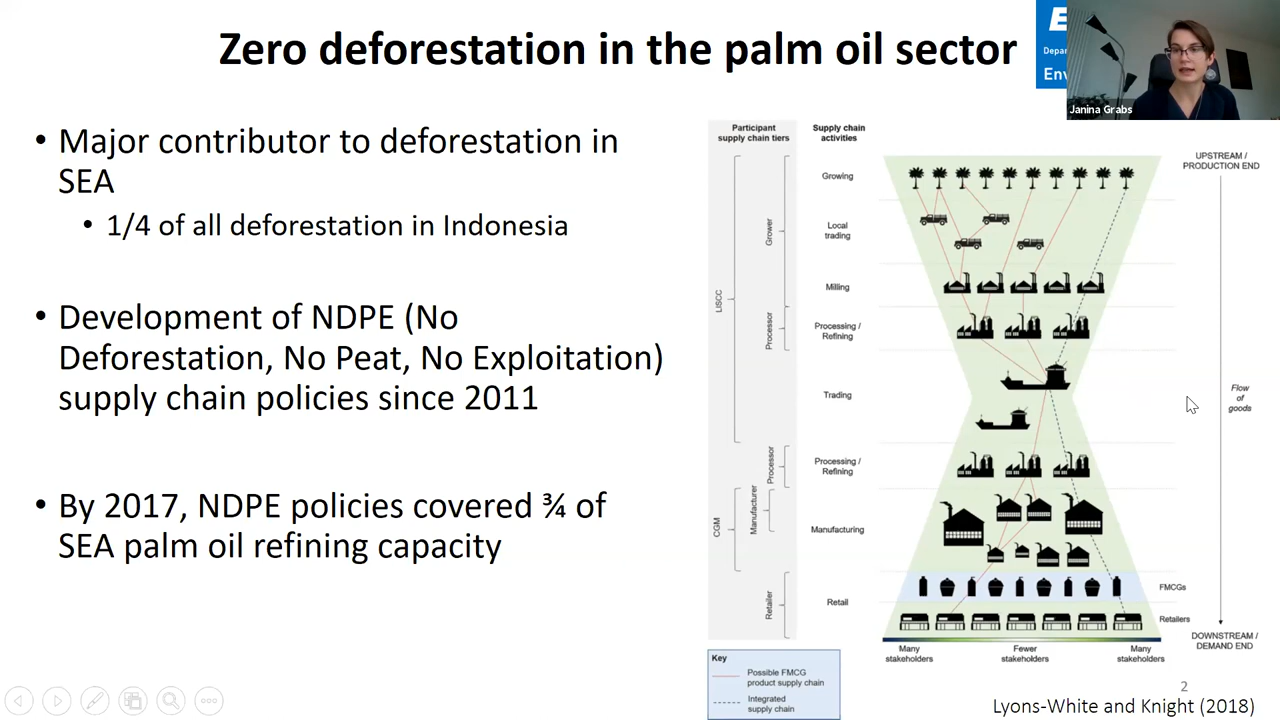 Zero deforestation in the palm oil sector
E
Depar
Env
Janina Grabs
• Major contributor to deforestation in
SEA
• 1/4 of all deforestation in Indonesia
• Development of NDPE (No
Deforestation, No Peat, No Exploitation)
supply chain policies since 2011
• By 2017, NDPE policies covered ¾ of
SEA palm oil refining capacity
Participant
supply chain tiers
Supply chain
activities
UPSTREAM /
PRODUCTION END
Growing
Grower
Local
trading
Milling
LISCC
Processor
Processing /
Refining
Trading
Flow
of
goods
Processor
Processing /
Refining
CGM
Manufacturer
Manufacturing
FMCGs
Retailer
Retail
Retailers
DOWNSTREAM /
DEMAND END
Many
stakeholders
Fewer
stakeholders
Many
stakeholders
Key
Possible FMCG
product supply chain
Integrated
supply chain
2
Lyons-White and Knight (2018)